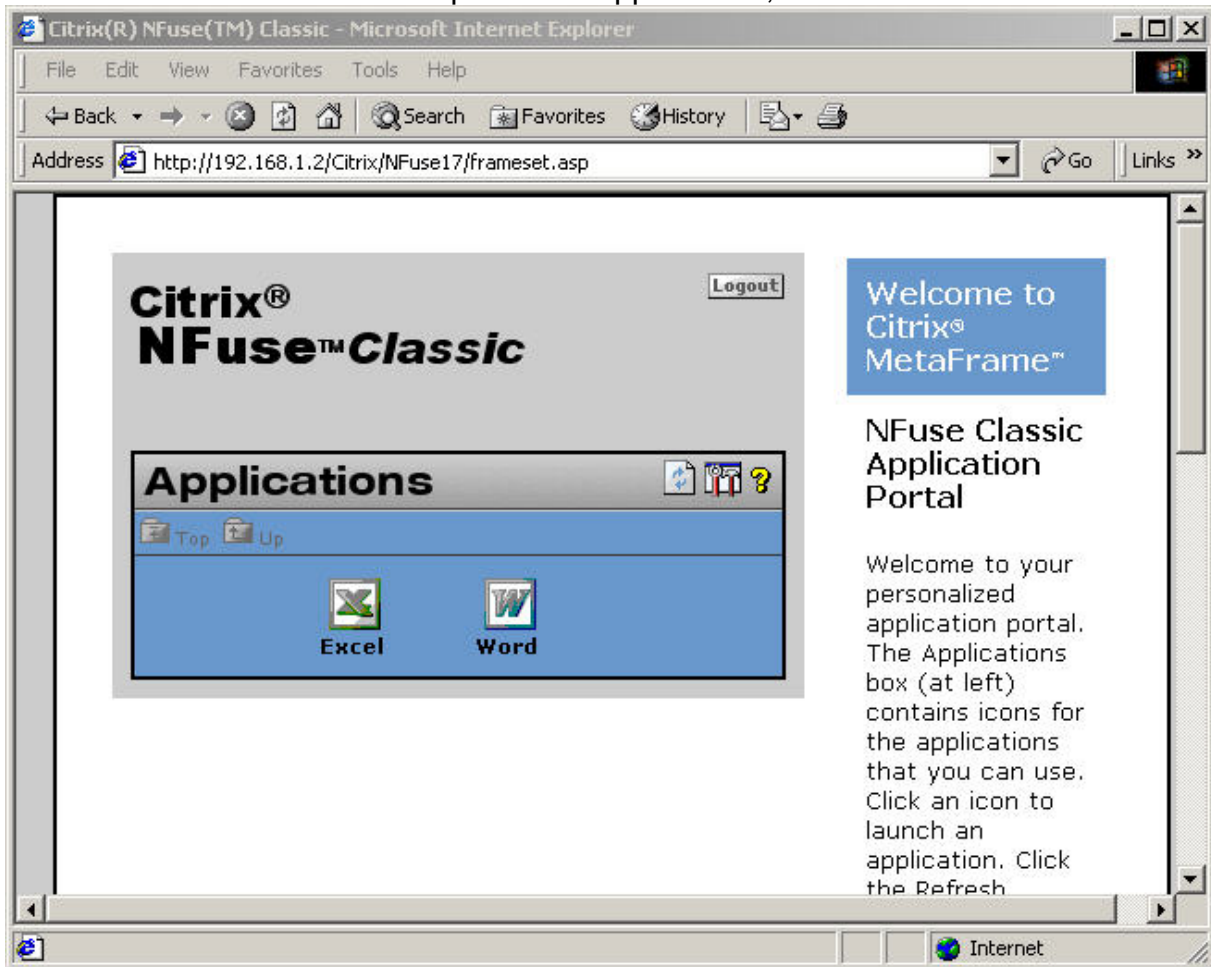 Citrix(R) NFuse(TM) Classic - Microsoft Internet Explorer
File Edit View Favorites Tools Help
Back Search Favorites History
Address http://192.168.1.2/Citrix/NFuse17/frameset.asp Go Links »
Citrix®
NFuse™Classic
Logout
Applications
Top Up
Excel Word
Welcome to
Citrix®
MetaFrame™
NFuse Classic
Application
Portal
Welcome to your
personalized
application portal.
The Applications
box (at left)
contains icons for
the applications
that you can use.
Click an icon to
launch an
application. Click
the Refresh
Internet